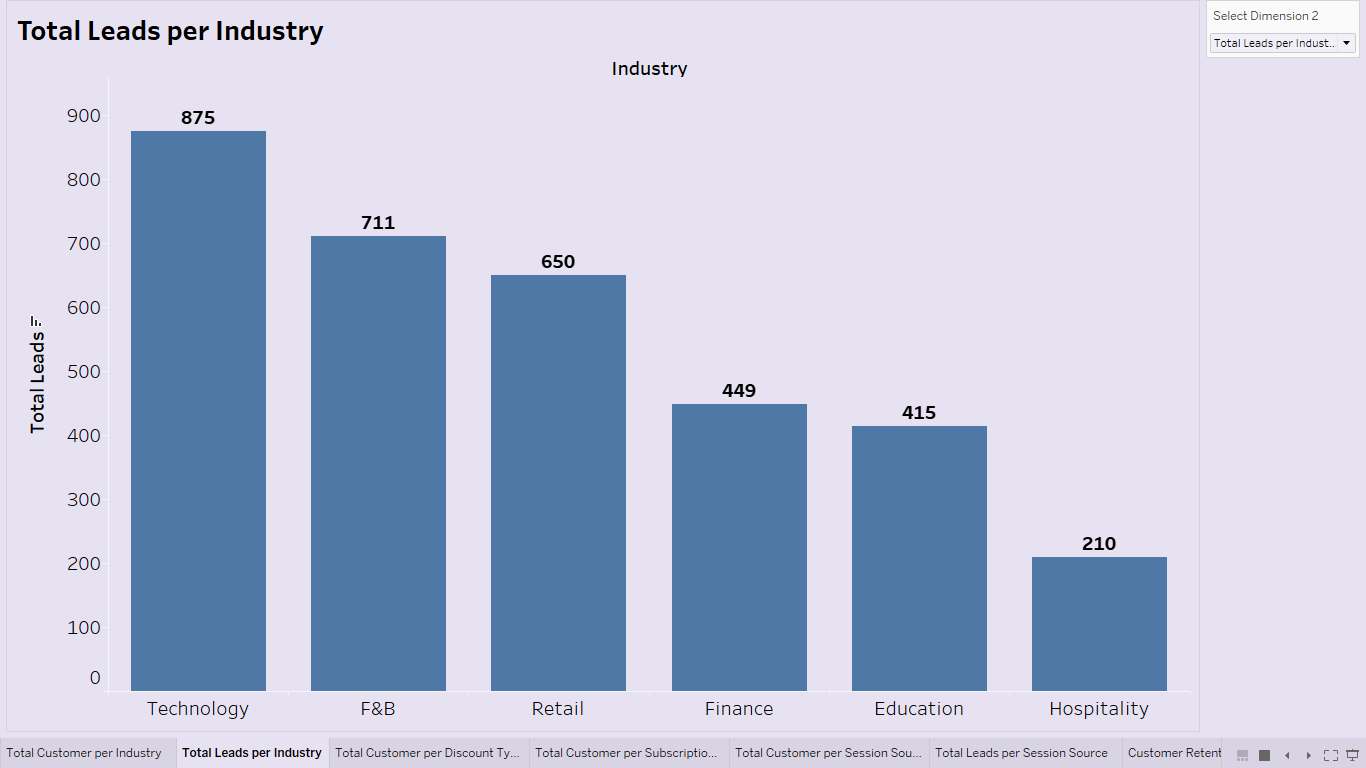 Total Leads per Industry
Select Dimension 2
Total Leads per Indust..
Industry
Total Leads
900
800
700
600
500
400
300
200
100
0
875
711
650
449
415
210
Technology
F&B
Retail
Finance
Education
Hospitality
Total Customer per Industry
Total Leads per Industry
Total Customer per Discount Ty...
Total Customer per Subscriptio...
Total Customer per Session Sou...
Total Leads per Session Source
Customer Retent